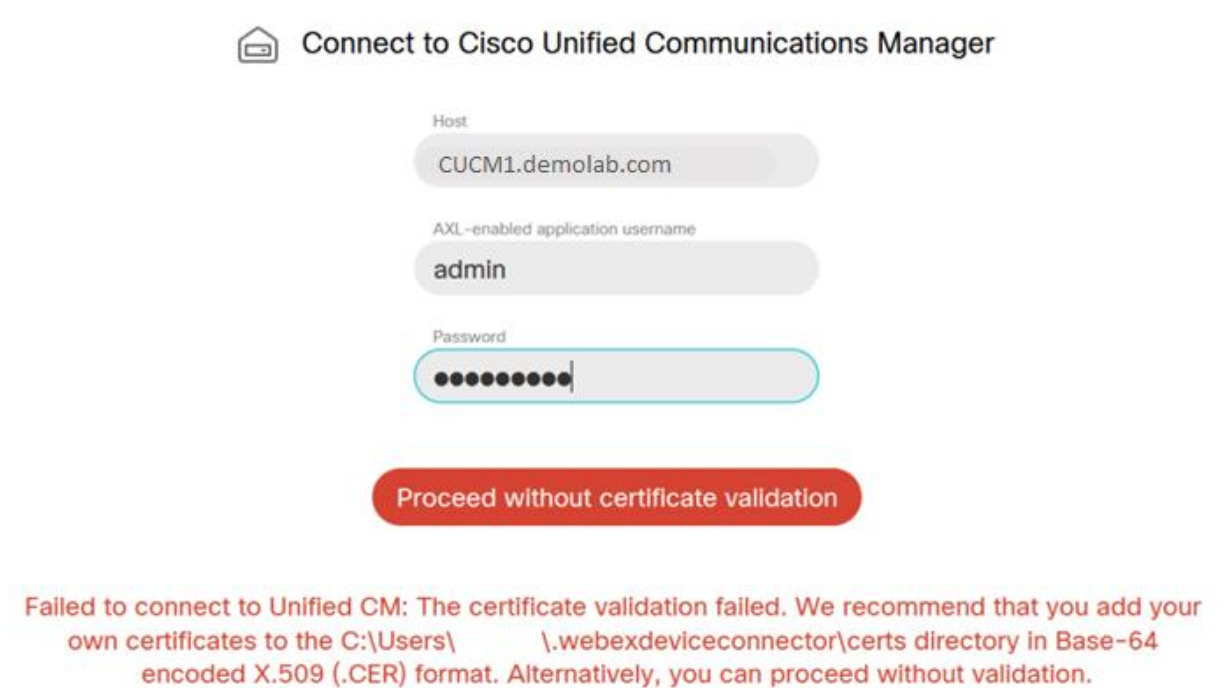 Connect to Cisco Unified Communications Manager
Host
CUCM1.demolab.com
AXL-enabled application username
admin
Password
●●●●●●●●●
Proceed without certificate validation
Failed to connect to Unified CM: The certificate validation failed. We recommend that you add your
own certificates to the C:\Users\ \.webexdeviceconnector\certs directory in Base-64
encoded X.509 (.CER) format. Alternatively, you can proceed without validation.